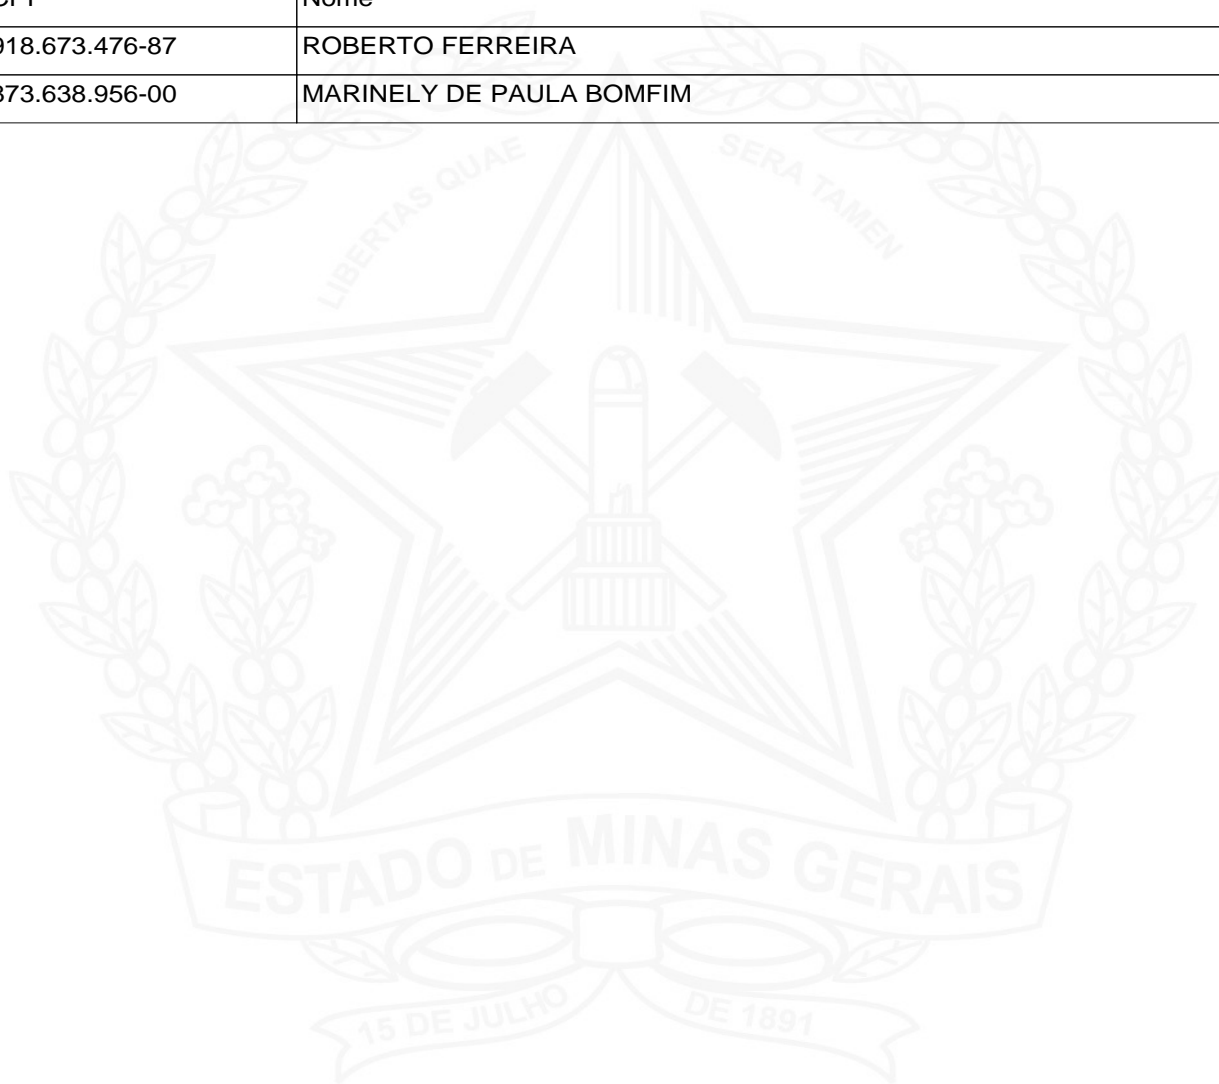 CPF Nome
918.673.476-87 ROBERTO FERREIRA
873.638.956-00 MARINELY DE PAULA BOMFIM
LIBERTAS QUAE SERA TAMEN
ESTADO DE MINAS GERAIS
15 DE JULHO DE 1891